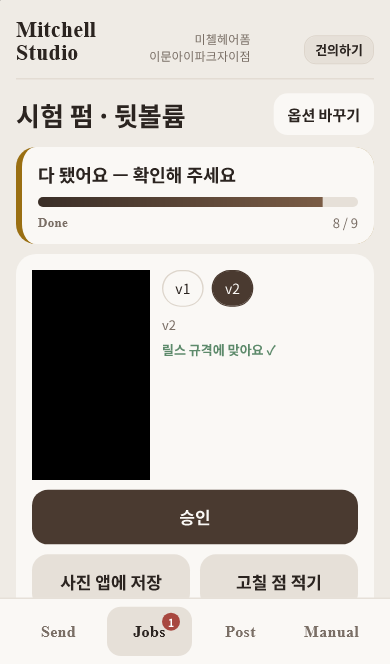 Mitchell
Studio
미젤헤어폼
이문아이파크자이점
건의하기
시험 펌 · 뒷볼륨
옵션 바꾸기
다 됐어요 — 확인해 주세요
Done
8 / 9
v1
v2
v2
릴스 규격에 맞아요 ✓
승인
사진 앱에 저장
고칠 점 적기
Send
Jobs
1
Post
Manual